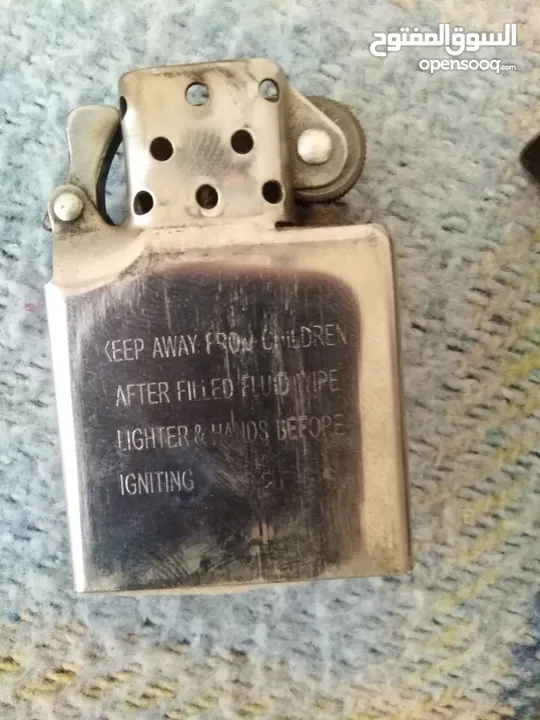 السوق المفتوح
opensooq.com
KEEP AWAY FROM CHILDREN
AFTER FILLED FLUID WIPE
LIGHTER & HANDS BEFORE
IGNITING